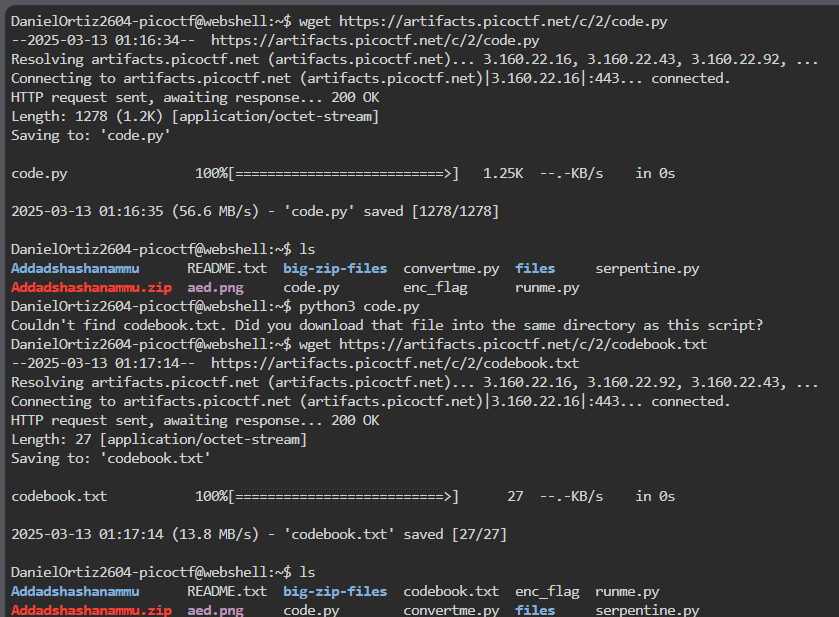 DanielOrtiz2604-picoctf@webshell:~$ wget https://artifacts.picoctf.net/c/2/code.py
--2025-03-13 01:16:34--  https://artifacts.picoctf.net/c/2/code.py
Resolving artifacts.picoctf.net (artifacts.picoctf.net)... 3.160.22.16, 3.160.22.43, 3.160.22.92, ...
Connecting to artifacts.picoctf.net (artifacts.picoctf.net)|3.160.22.16|:443... connected.
HTTP request sent, awaiting response... 200 OK
Length: 1278 (1.2K) [application/octet-stream]
Saving to: 'code.py'
code.py                100%[==========================>]   1.25K  --.-KB/s    in 0s
2025-03-13 01:16:35 (56.6 MB/s) - 'code.py' saved [1278/1278]
DanielOrtiz2604-picoctf@webshell:~$ ls
Addadshashanammu      README.txt  big-zip-files  convertme.py  files     serpentine.py
Addadshashanammu.zip  aed.png     code.py        enc_flag      runme.py
DanielOrtiz2604-picoctf@webshell:~$ python3 code.py
Couldn't find codebook.txt. Did you download that file into the same directory as this script?
DanielOrtiz2604-picoctf@webshell:~$ wget https://artifacts.picoctf.net/c/2/codebook.txt
--2025-03-13 01:17:14--  https://artifacts.picoctf.net/c/2/codebook.txt
Resolving artifacts.picoctf.net (artifacts.picoctf.net)... 3.160.22.16, 3.160.22.92, 3.160.22.43, ...
Connecting to artifacts.picoctf.net (artifacts.picoctf.net)|3.160.22.16|:443... connected.
HTTP request sent, awaiting response... 200 OK
Length: 27 [application/octet-stream]
Saving to: 'codebook.txt'
codebook.txt           100%[==========================>]      27  --.-KB/s    in 0s
2025-03-13 01:17:14 (13.8 MB/s) - 'codebook.txt' saved [27/27]
DanielOrtiz2604-picoctf@webshell:~$ ls
Addadshashanammu      README.txt  big-zip-files  codebook.txt  enc_flag  runme.py
Addadshashanammu.zip  aed.png     code.py        convertme.py  files     serpentine.py